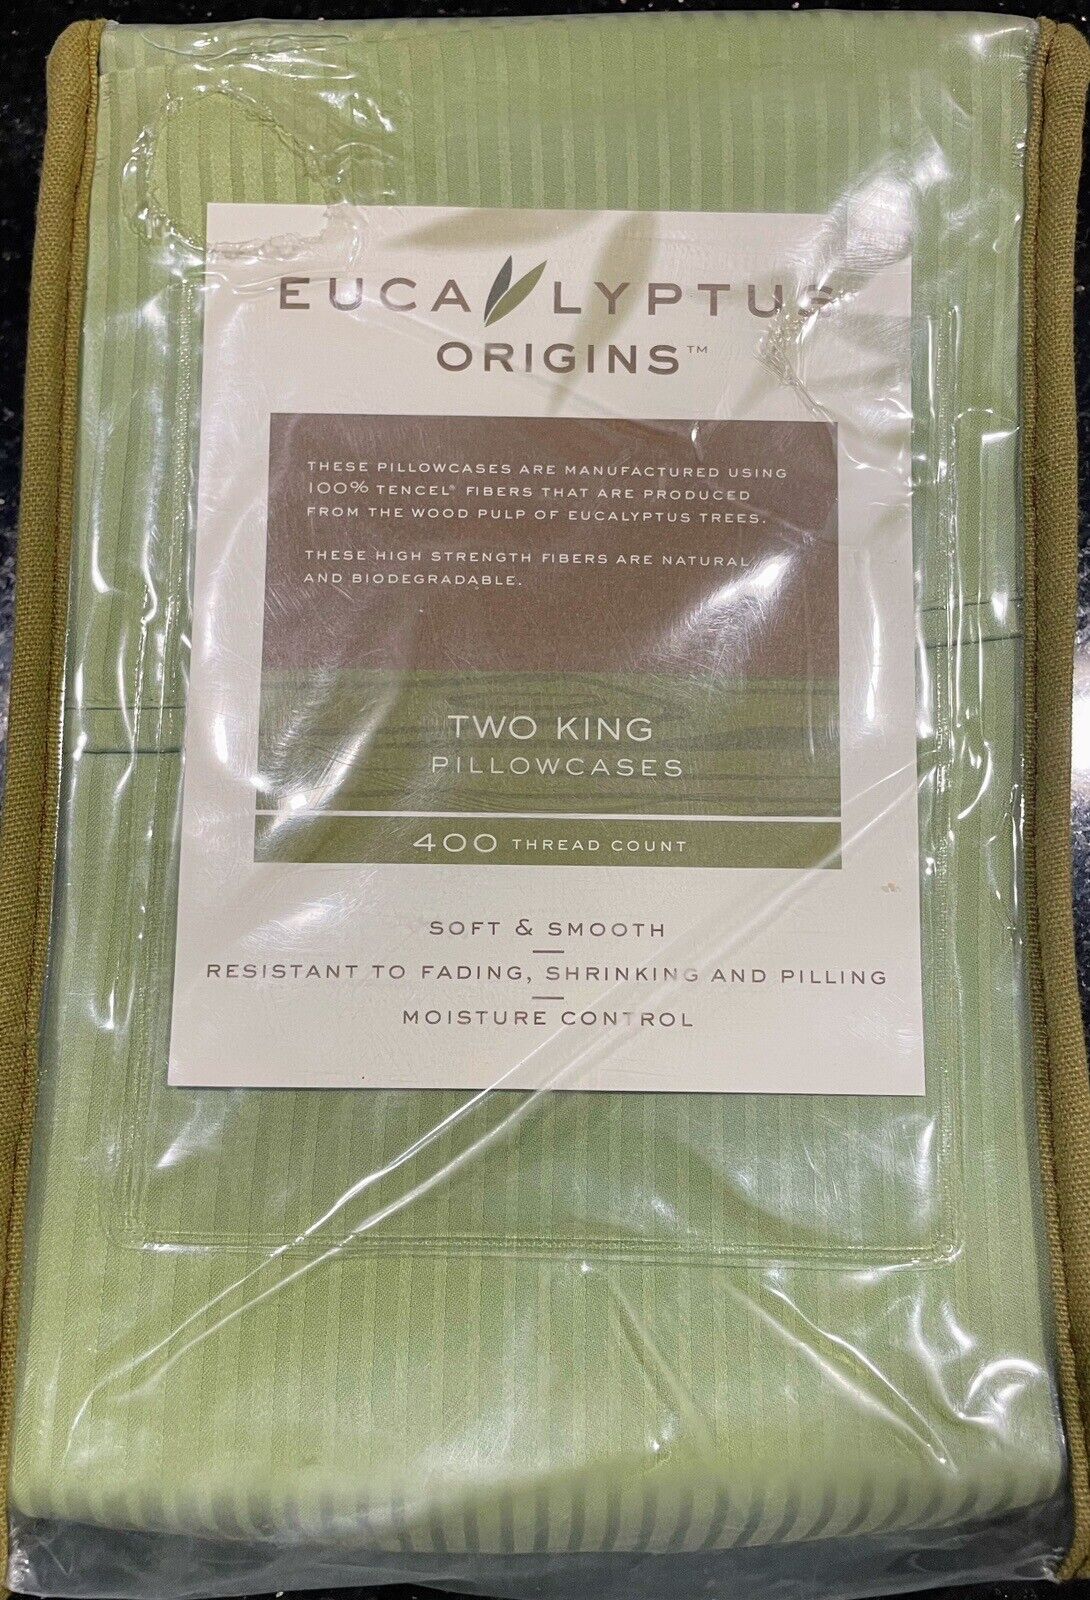 EUCALYPTUS
ORIGINS™
THESE PILLOWCASES ARE MANUFACTURED USING
100% TENCEL® FIBERS THAT ARE PRODUCED
FROM THE WOOD PULP OF EUCALYPTUS TREES.
THESE HIGH STRENGTH FIBERS ARE NATURAL
AND BIODEGRADABLE.
TWO KING
PILLOWCASES
400 THREAD COUNT
SOFT & SMOOTH
RESISTANT TO FADING, SHRINKING AND PILLING
MOISTURE CONTROL